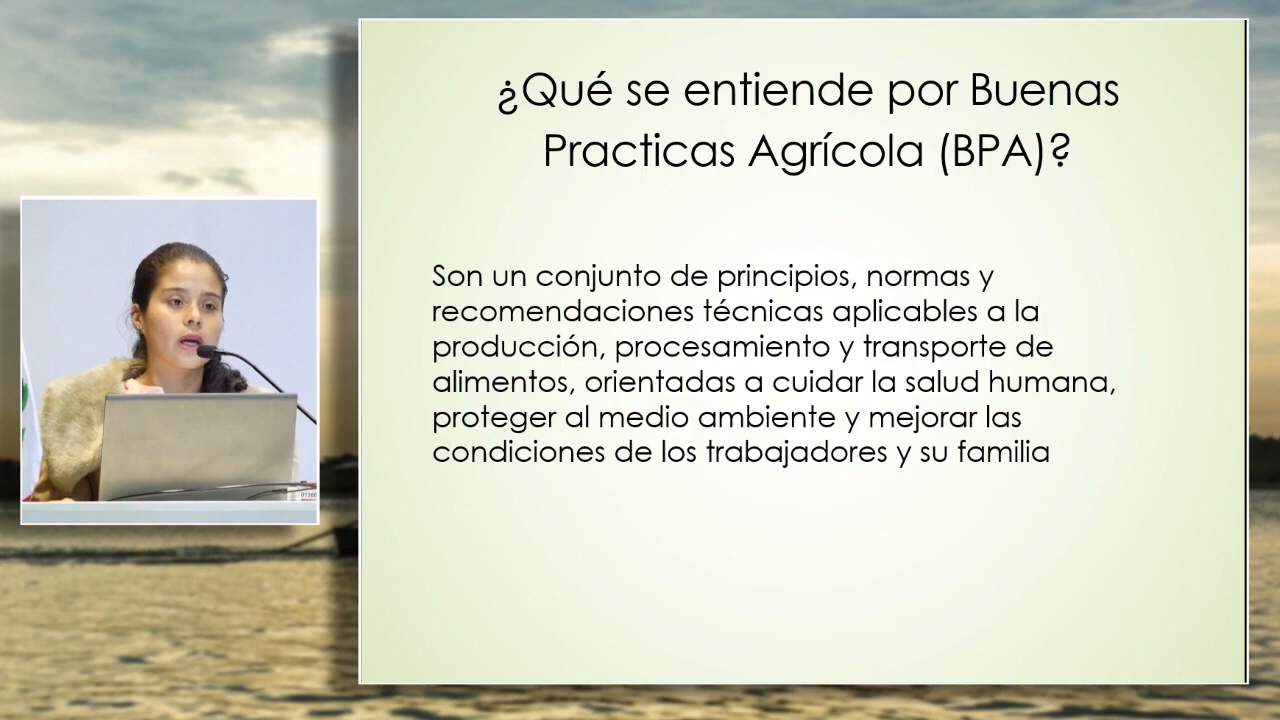 ¿Qué se entiende por Buenas
Practicas Agrícola (BPA)?
Son un conjunto de principios, normas y
recomendaciones técnicas aplicables a la
producción, procesamiento y transporte de
alimentos, orientadas a cuidar la salud humana,
proteger al medio ambiente y mejorar las
condiciones de los trabajadores y su familia